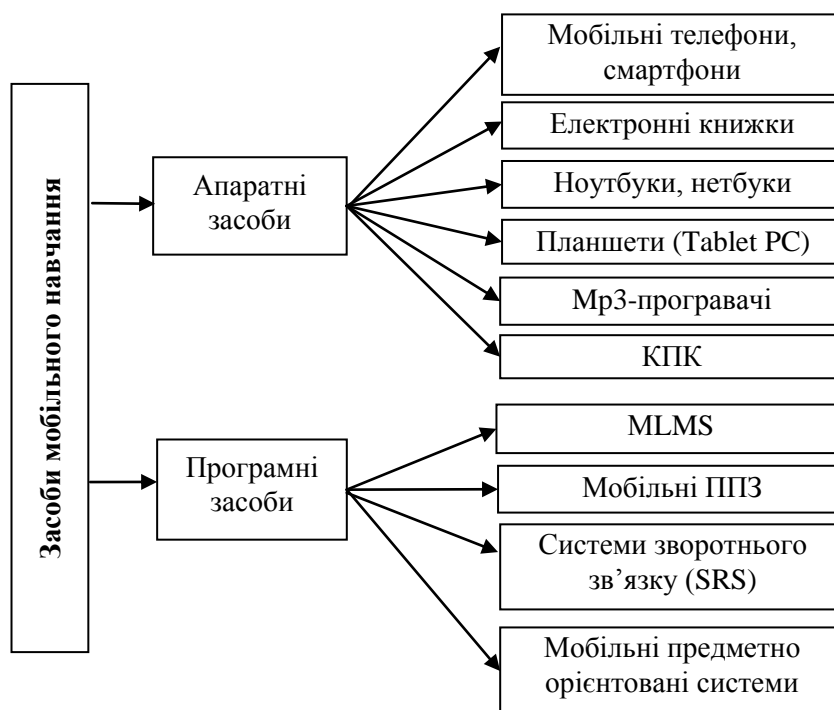 Засоби мобільного навчання
Апаратні
засоби
Мобільні телефони,
смартфони
Електронні книжки
Ноутбуки, нетбуки
Планшети (Tablet PC)
Mp3-програвачі
КПК
Програмні
засоби
MLMS
Мобільні ППЗ
Системи зворотнього
зв’язку (SRS)
Мобільні предметно
орієнтовані системи